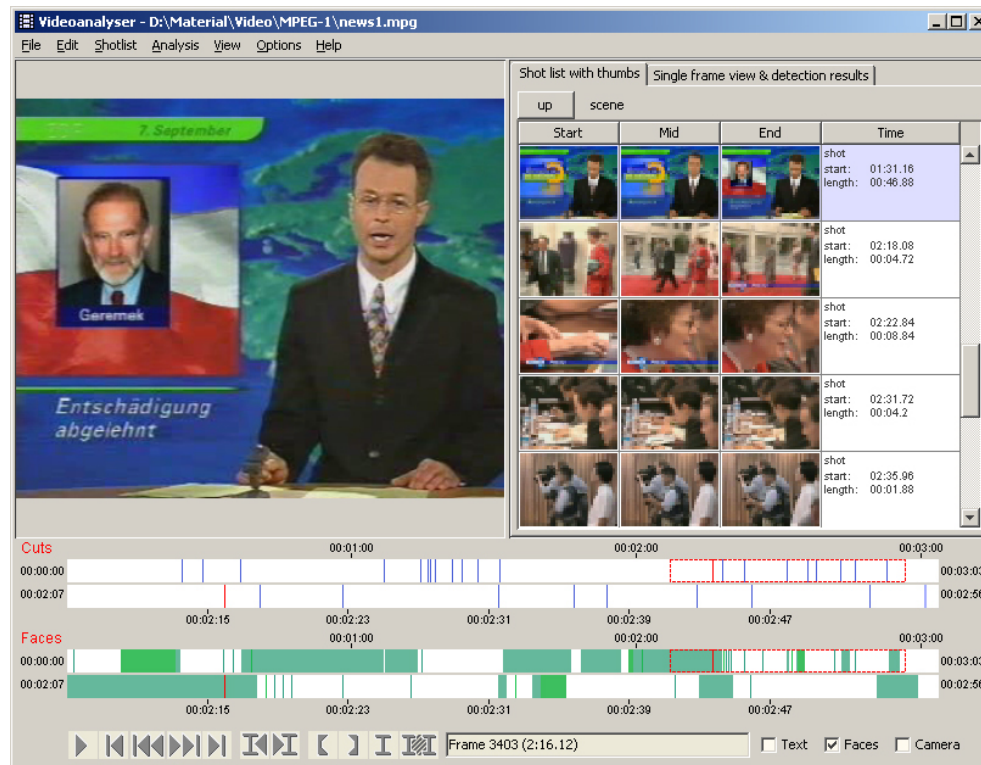 Videoanalyser - D:\Material\Video\MPEG-1\news1.mpg
File Edit Shotlist Analysis View Options Help
Shot list with thumbs Single frame view & detection results
up scene
Start Mid End Time
7. September
Geremek
Entschädigung
abgelehnt
shot
start: 01:31.16
length: 00:46.88
shot
start: 02:18.08
length: 00:04.72
shot
start: 02:22.84
length: 00:08.84
shot
start: 02:31.72
length: 00:04.2
shot
start: 02:35.96
length: 00:01.88
Cuts 00:01:00 00:02:00 00:03:00
00:00:00 00:03:03
00:02:07 00:02:56
00:02:15 00:02:23 00:02:31 00:02:39 00:02:47
Faces 00:01:00 00:02:00 00:03:00
00:00:00 00:03:03
00:02:07 00:02:56
00:02:15 00:02:23 00:02:31 00:02:39 00:02:47
Frame 3403 (2:16.12) Text Faces Camera